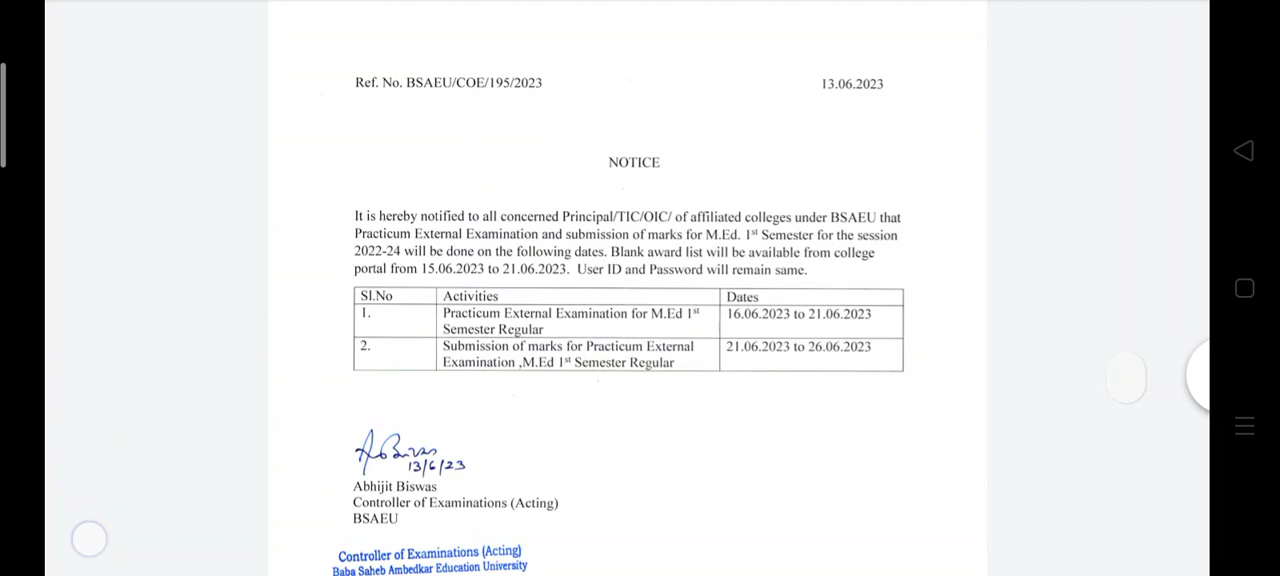 Ref. No. BSAEU/COE/195/2023 13.06.2023
NOTICE
It is hereby notified to all concerned Principal/TIC/OIC/ of affiliated colleges under BSAEU that
Practicum External Examination and submission of marks for M.Ed. 1st Semester for the session
2022-24 will be done on the following dates. Blank award list will be available from college
portal from 15.06.2023 to 21.06.2023. User ID and Password will remain same.
Sl.No Activities Dates
1. Practicum External Examination for M.Ed 1st 16.06.2023 to 21.06.2023
Semester Regular
2. Submission of marks for Practicum External 21.06.2023 to 26.06.2023
Examination ,M.Ed 1st Semester Regular
13/6/23
Abhijit Biswas
Controller of Examinations (Acting)
BSAEU
Controller of Examinations (Acting)
Baba Saheb Ambedkar Education University